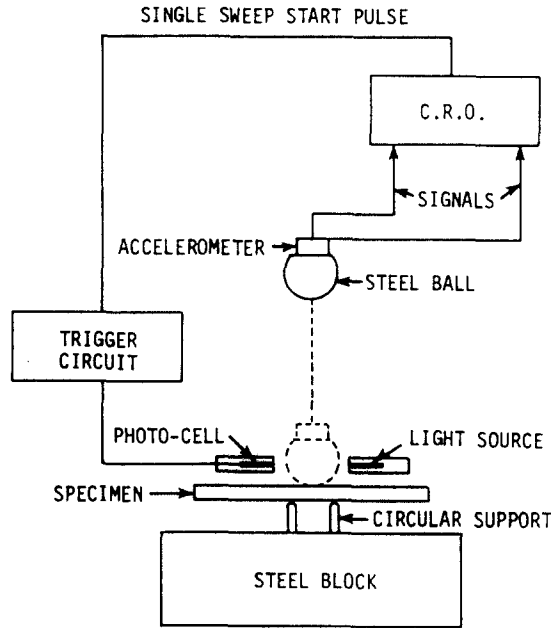 SINGLE SWEEP START PULSE
C.R.O.
SIGNALS
ACCELEROMETER
STEEL BALL
TRIGGER
CIRCUIT
PHOTO-CELL
LIGHT SOURCE
SPECIMEN
CIRCULAR SUPPORT
STEEL BLOCK